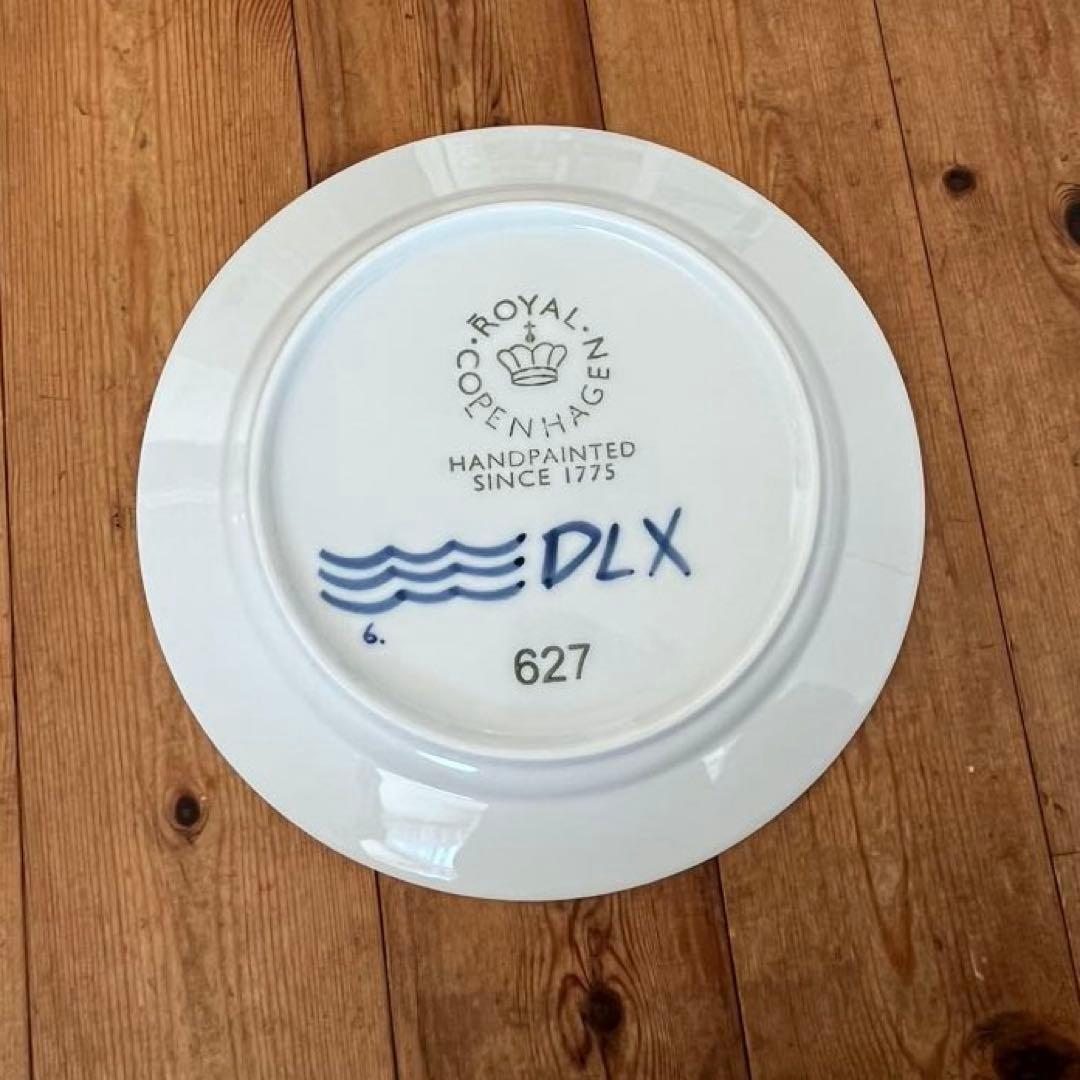 ROYAL · COPENHAGEN ·
HANDPAINTED
SINCE 1775
DLX
6.
627